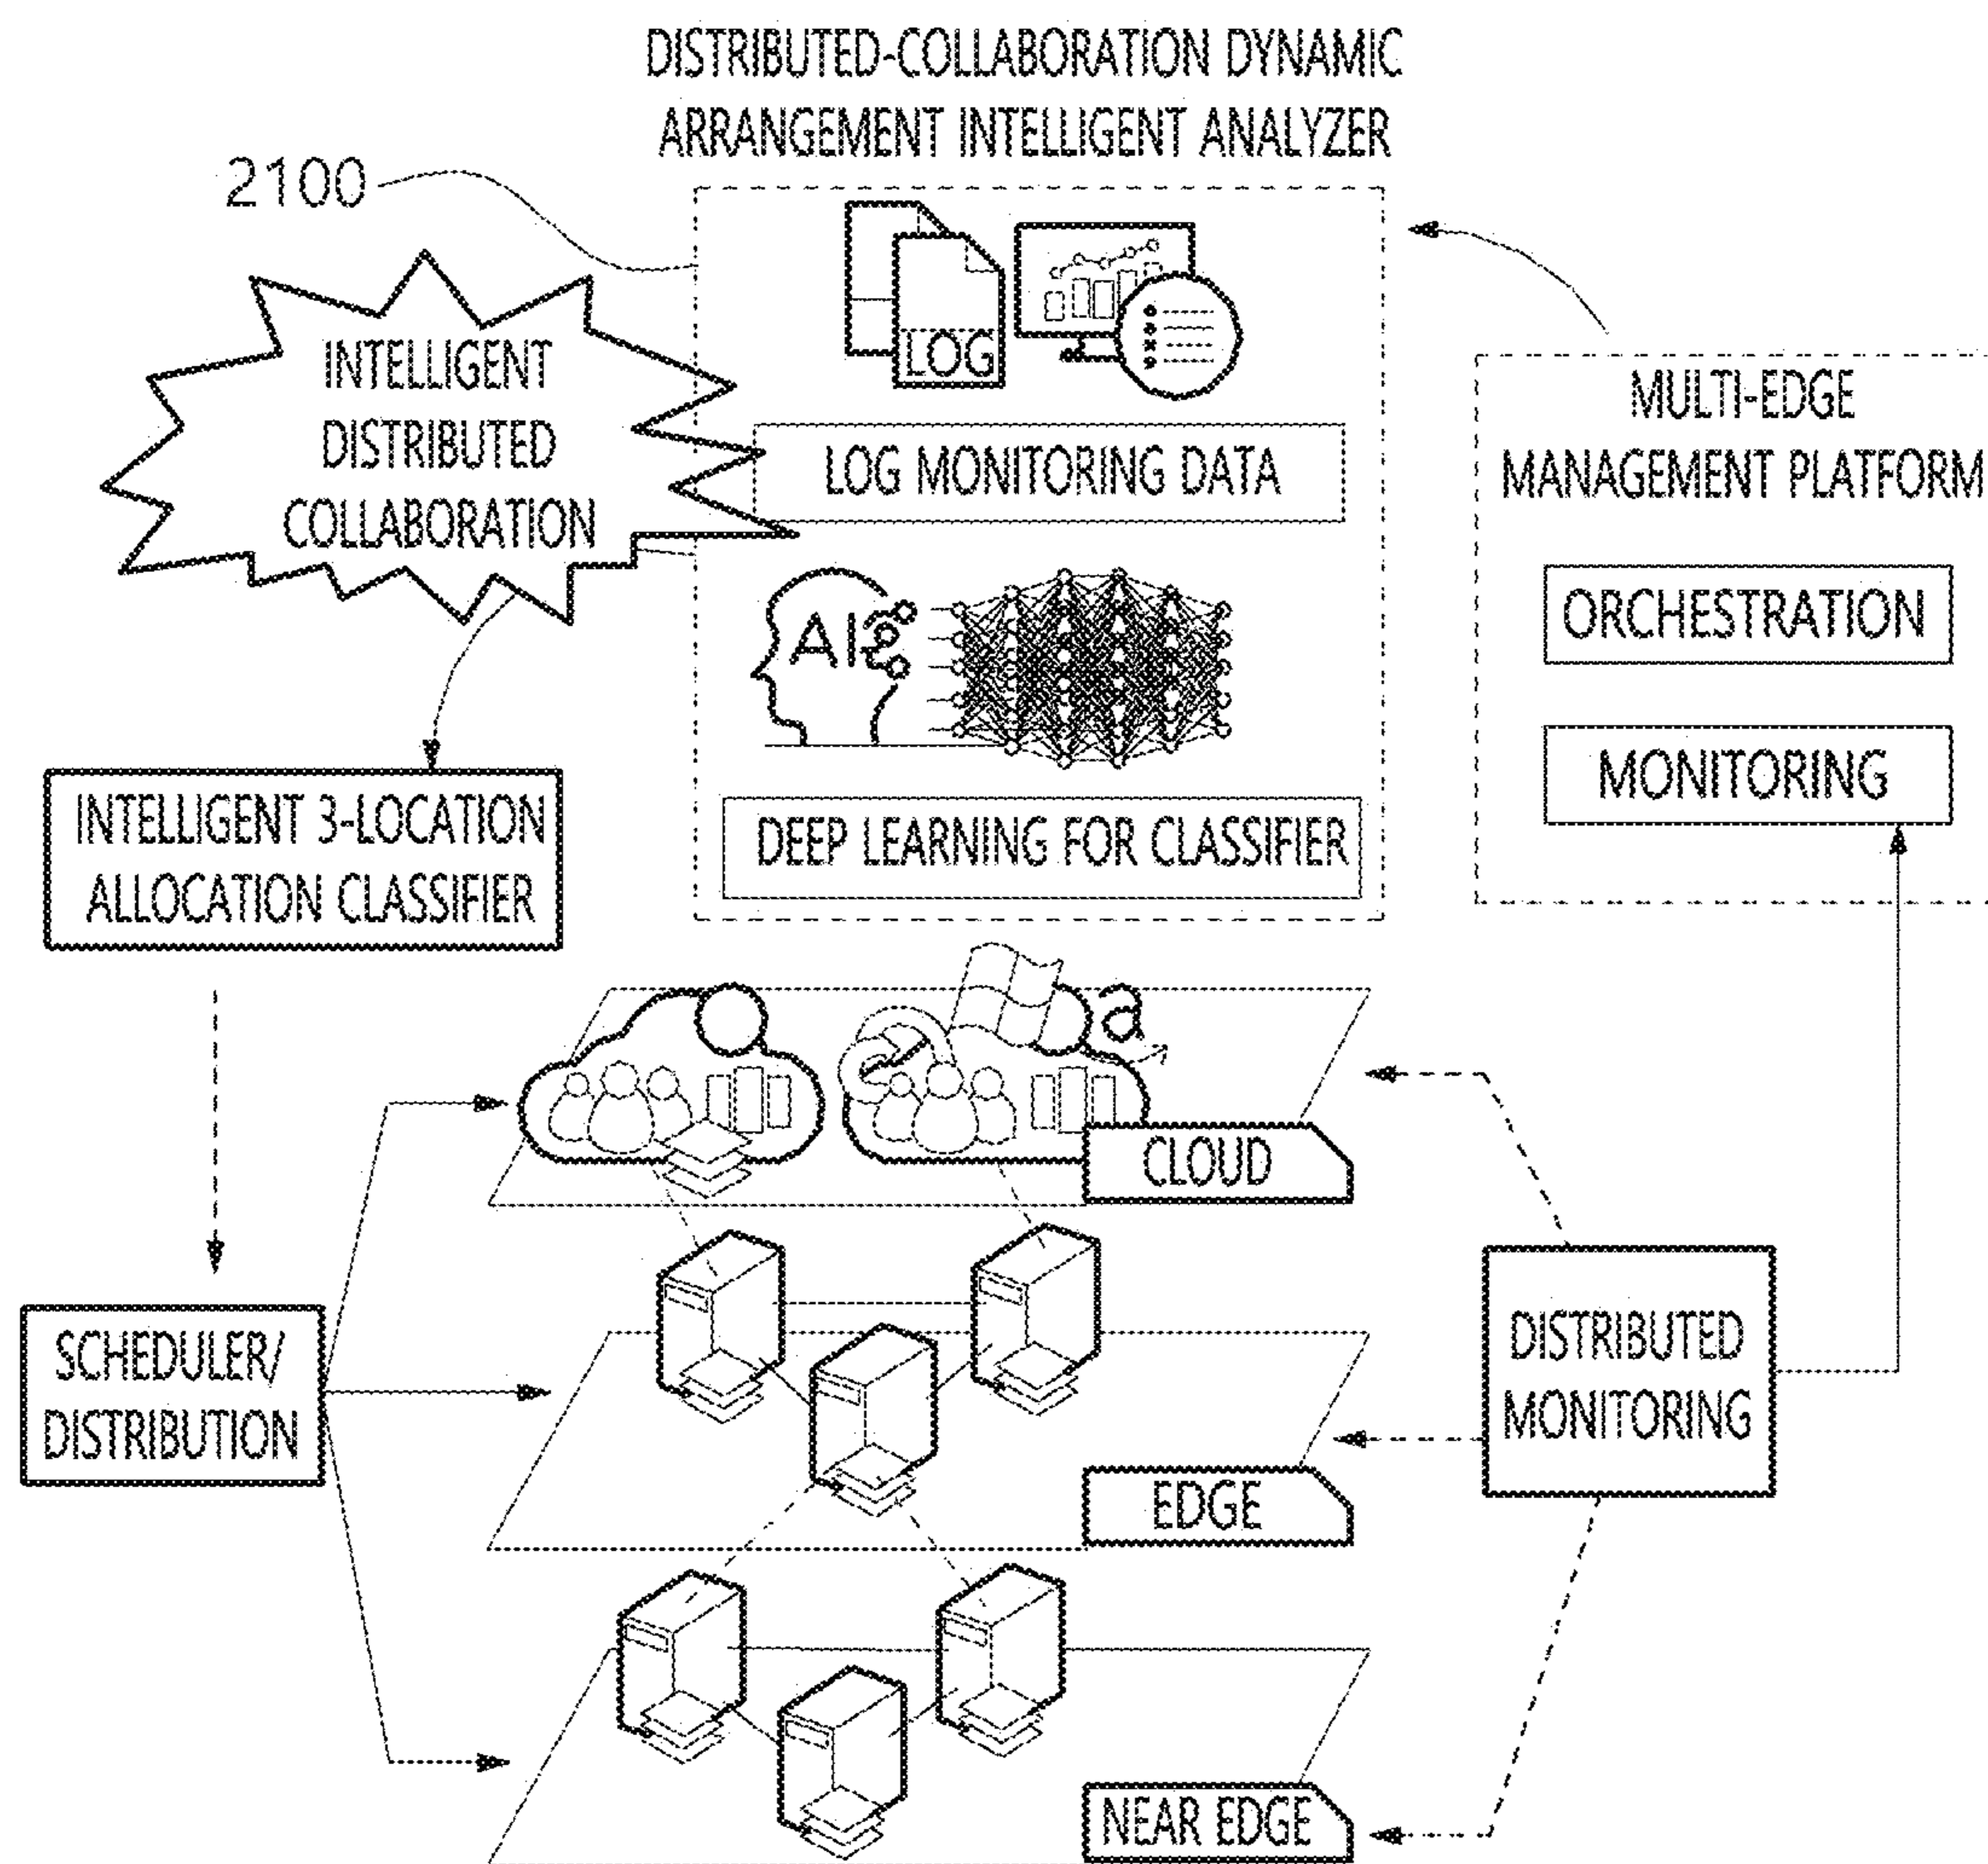 DISTRIBUTED-COLLABORATION DYNAMIC
ARRANGEMENT INTELLIGENT ANALYZER
2100
LOG
INTELLIGENT
DISTRIBUTED
COLLABORATION
LOG MONITORING DATA
MULTI-EDGE
MANAGEMENT PLATFORM
ORCHESTRATION
MONITORING
AI
DEEP LEARNING FOR CLASSIFIER
INTELLIGENT 3-LOCATION
ALLOCATION CLASSIFIER
a
CLOUD
SCHEDULER/
DISTRIBUTION
DISTRIBUTED
MONITORING
EDGE
NEAR EDGE